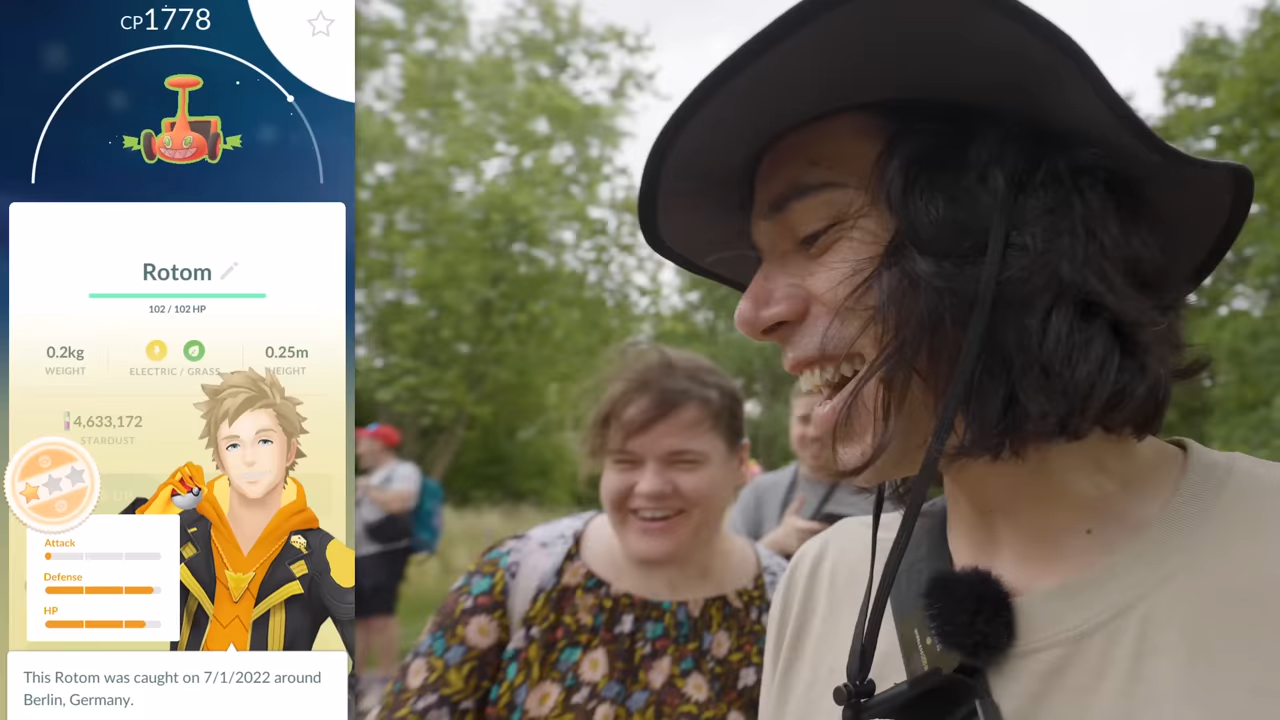 CP1778
Rotom
102 / 102 HP
0.2kg
WEIGHT
ELECTRIC / GRASS
0.25m
HEIGHT
4,633,172
STARDUST
Attack
Defense
HP
This Rotom was caught on 7/1/2022 around
Berlin, Germany.